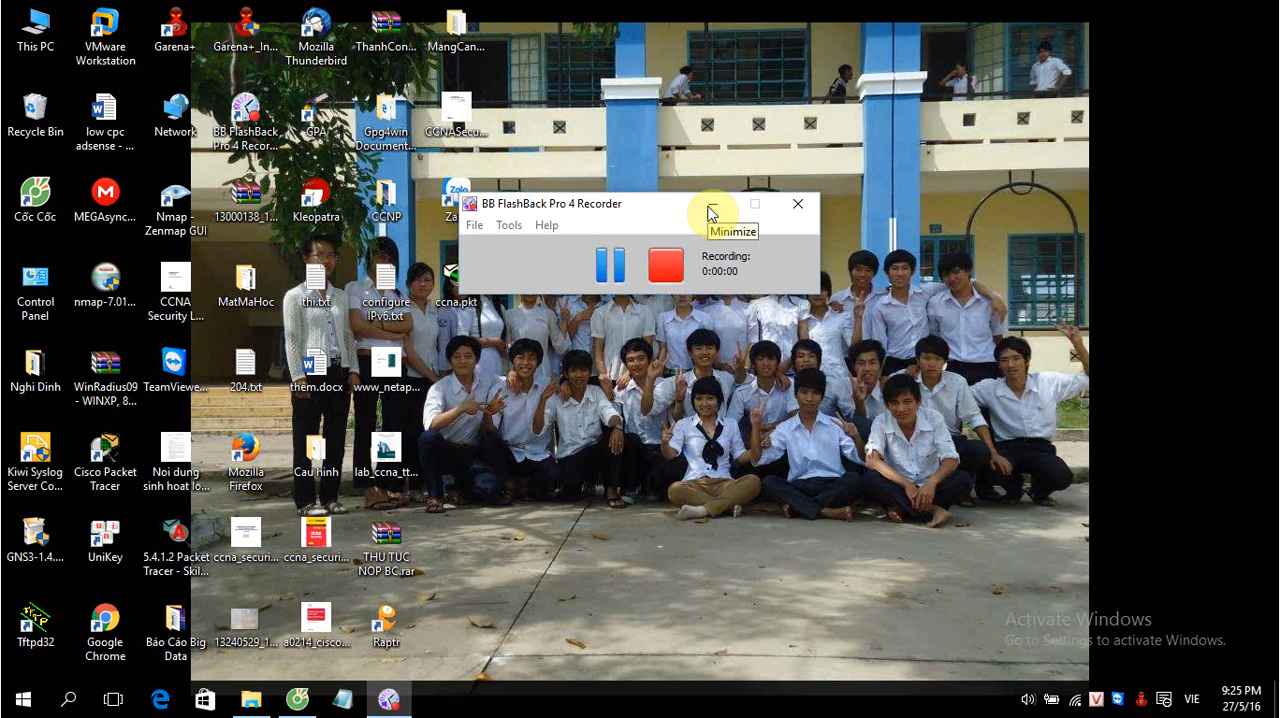 This PC
VMware
Workstation
Garena+
Garena+_In...
Mozilla
Thunderbird
ThanhCon...
MangCan...
Recycle Bin
low cpc
adsense - ...
Network
BB FlashBack
Pro 4 Recor...
GPA
Gpg4win
Document...
CCNASecu...
Cốc Cốc
MEGAsync...
Nmap -
Zenmap GUI
13000138_1...
Kleopatra
CCNP
Za
Zalo
BB FlashBack Pro 4 Recorder
File
Tools
Help
Minimize
Recording:
0:00:00
Control
Panel
nmap-7.01...
CCNA
Security L...
MatMaHoc
thi.txt
configure
IPv6.txt
ccna.pkt
Nghi Dinh
WinRadius09
- WINXP, 8...
TeamViewe...
204.txt
thêm.docx
www_netap...
Kiwi Syslog
Server Co...
Cisco Packet
Tracer
Noi dung
sinh hoat lo...
Mozilla
Firefox
Cau hinh
lab_ccna_tt...
GNS3-1.4....
UniKey
5.4.1.2 Packet
Tracer - Skil...
ccna_securi...
ccna_securi...
THU TUC
NOP BC.rar
Tftpd32
Google
Chrome
Báo Cáo Big
Data
13240529_1...
a0214_cisco...
Raptr
Activate Windows
Go to Settings to activate Windows.
VIE
9:25 PM
27/5/16